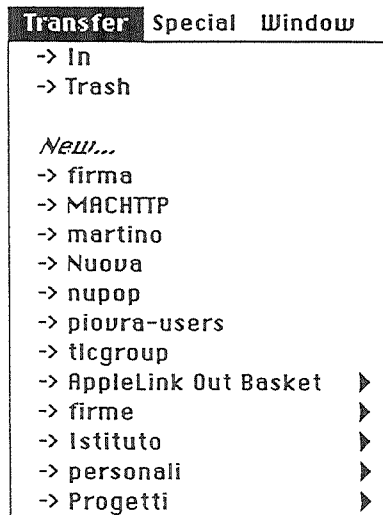 Transfer Special Window
-> In
-> Trash
New...
-> firma
-> MACHTTP
-> martino
-> Nuova
-> nupop
-> piovra-users
-> tlcgroup
-> AppleLink Out Basket
-> firme
-> Istituto
-> personali
-> Progetti